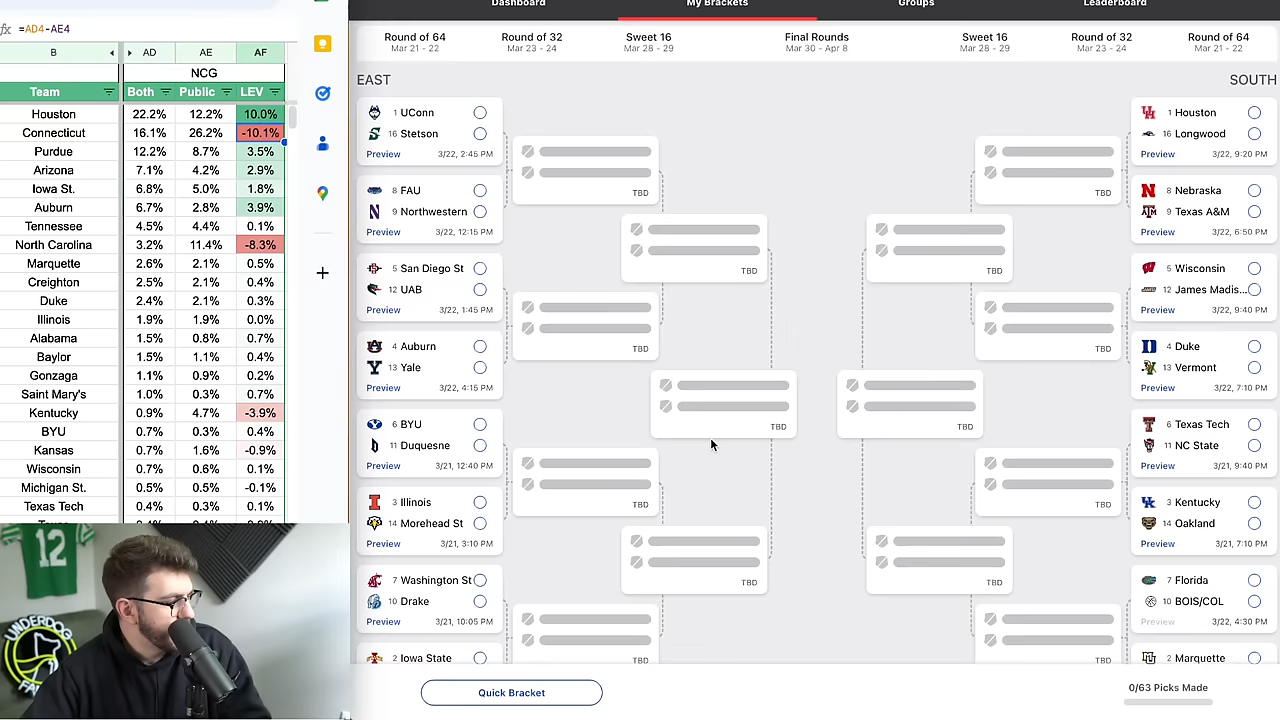 Dashboard My Brackets Groups Leaderboard
fx =AD4-AE4
Round of 64 Round of 32 Sweet 16 Final Rounds Sweet 16 Round of 32 Round of 64
Mar 21 - 22 Mar 23 - 24 Mar 28 - 29 Mar 30 - Apr 8 Mar 28 - 29 Mar 23 - 24 Mar 21 - 22
B AD AE AF
NCG
Team Both Public LEV
Houston 22.2% 12.2% 10.0%
Connecticut 16.1% 26.2% -10.1%
Purdue 12.2% 8.7% 3.5%
Arizona 7.1% 4.2% 2.9%
Iowa St. 6.8% 5.0% 1.8%
Auburn 6.7% 2.8% 3.9%
Tennessee 4.5% 4.4% 0.1%
North Carolina 3.2% 11.4% -8.3%
Marquette 2.6% 2.1% 0.5%
Creighton 2.5% 2.1% 0.4%
Duke 2.4% 2.1% 0.3%
Illinois 1.9% 1.9% 0.0%
Alabama 1.5% 0.8% 0.7%
Baylor 1.5% 1.1% 0.4%
Gonzaga 1.1% 0.9% 0.2%
Saint Mary's 1.0% 0.3% 0.7%
Kentucky 0.9% 4.7% -3.9%
BYU 0.7% 0.3% 0.4%
Kansas 0.7% 1.6% -0.9%
Wisconsin 0.7% 0.6% 0.1%
Michigan St. 0.5% 0.5% -0.1%
Texas Tech 0.4% 0.3% 0.1%
EAST
1 UConn
16 Stetson
Preview 3/22, 2:45 PM
8 FAU
9 Northwestern
Preview 3/22, 12:15 PM
5 San Diego St
12 UAB
Preview 3/22, 1:45 PM
4 Auburn
13 Yale
Preview 3/22, 4:15 PM
6 BYU
11 Duquesne
Preview 3/21, 12:40 PM
3 Illinois
14 Morehead St
Preview 3/21, 3:10 PM
7 Washington St
10 Drake
Preview 3/21, 10:05 PM
2 Iowa State
TBD
TBD
TBD
TBD
TBD
TBD
TBD
SOUTH
1 Houston
16 Longwood
Preview 3/22, 9:20 PM
8 Nebraska
9 Texas A&M
Preview 3/22, 6:50 PM
5 Wisconsin
12 James Madis...
Preview 3/22, 9:40 PM
4 Duke
13 Vermont
Preview 3/22, 7:10 PM
6 Texas Tech
11 NC State
Preview 3/21, 9:40 PM
3 Kentucky
14 Oakland
Preview 3/21, 7:10 PM
7 Florida
10 BOIS/COL
Preview 3/22, 4:30 PM
2 Marquette
TBD
TBD
TBD
TBD
TBD
TBD
TBD
Quick Bracket
0/63 Picks Made
12
UNDERDOG